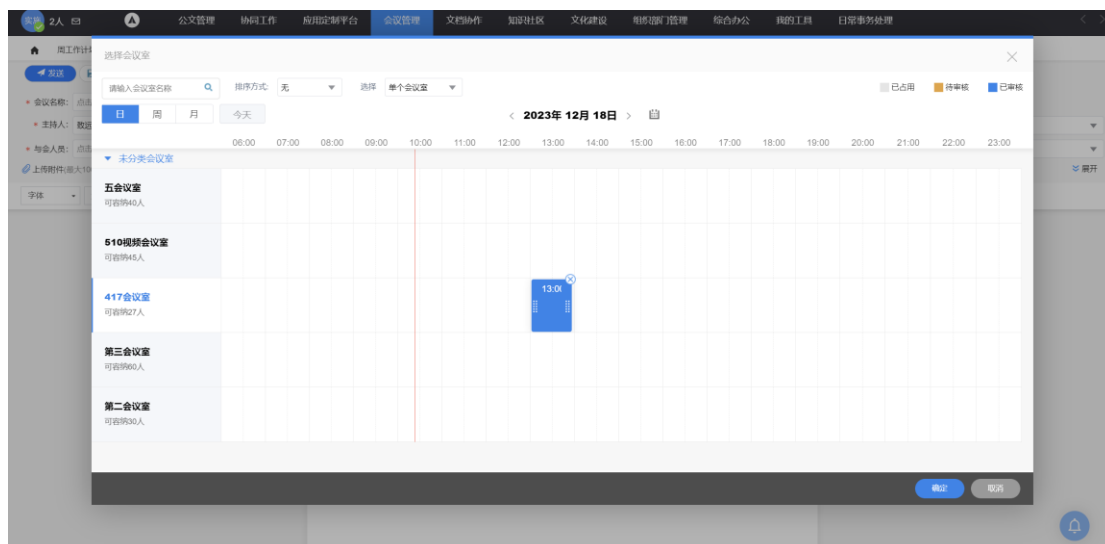 2人
公文管理 协同工作 应用定制平台 会议管理 文档协作 知识社区 文化建设 组织部门管理 综合办公 我的工具 日常事务处理
周工作计
选择会议室
发送
请输入会议室名称 排序方式: 无 选择 单个会议室 已占用 待审核 已审核
* 会议名称: 点击
日 周 月 今天 < 2023年 12月 18日 >
* 主持人:
06:00 07:00 08:00 09:00 10:00 11:00 12:00 13:00 14:00 15:00 16:00 17:00 18:00 19:00 20:00 21:00 22:00 23:00
* 与会人员: 点击
未分类会议室
上传附件(最大10 展开
五会议室
字体
可容纳40人
510视频会议室
可容纳45人
13:00
417会议室
可容纳27人
第三会议室
可容纳60人
第二会议室
可容纳30人
确定 取消